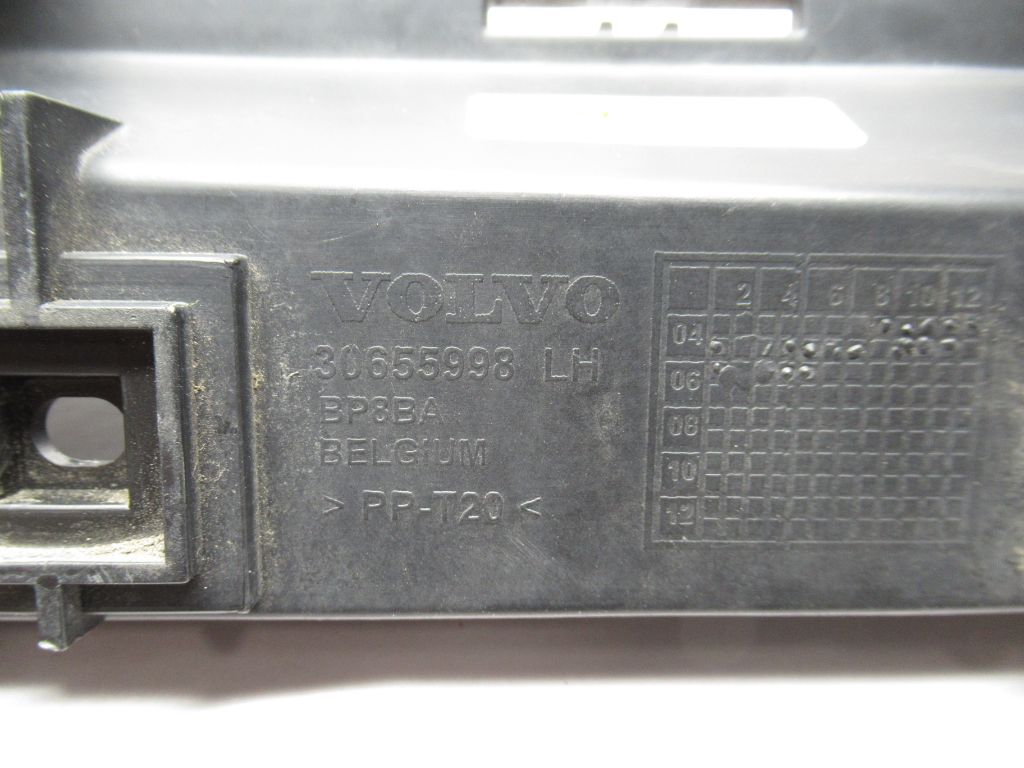 VOLVO
30655998 LH
BP8BA
BELGIUM
> PP-T20 <
2 4 6 8 10 12
04
06
08
10
12